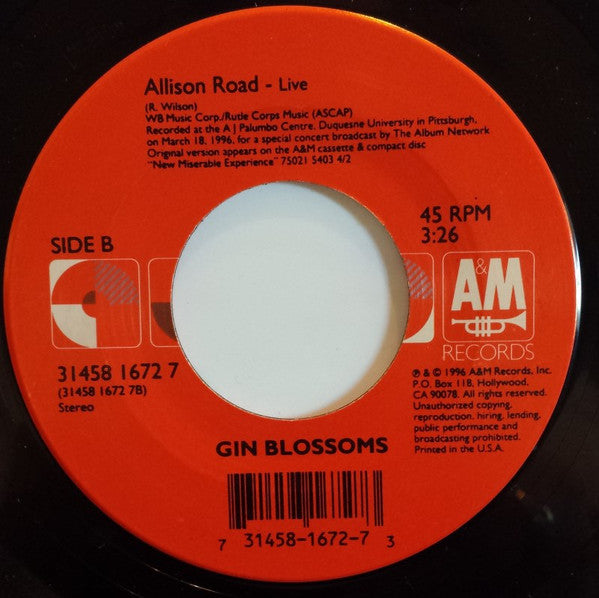 Allison Road - Live
(R. Wilson)
WB Music Corp./Rutle Corps Music (ASCAP)
Recorded at the A J Palumbo Centre, Duquesne University in Pittsburgh,
on March 18, 1996, for a special concert broadcast by The Album Network
Original version appears on the A&M cassette & compact disc
"New Miserable Experience" 75021 5403 4/2
SIDE B
45 RPM
3:26
A&M
RECORDS
31458 1672 7
(31458 1672 7B)
Stereo
℗ & © 1996 A&M Records, Inc.
P.O. Box 118, Hollywood,
CA 90078. All rights reserved.
Unauthorized copying,
reproduction, hiring, lending,
public performance and
broadcasting prohibited.
Printed in the U.S.A.
GIN BLOSSOMS
7 31458-1672-7 3